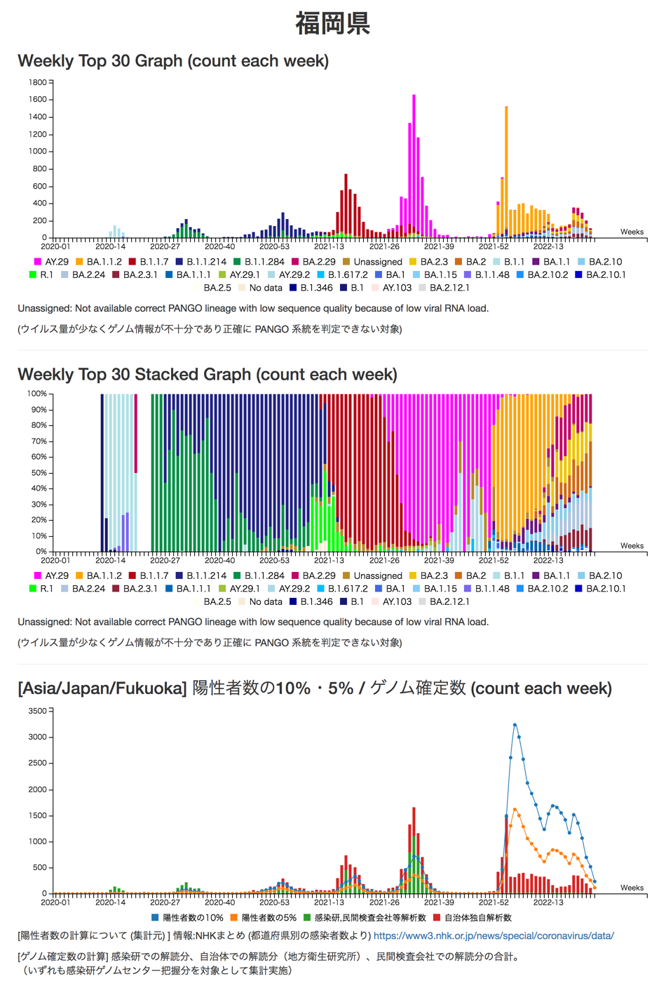 福岡県
Weekly Top 30 Graph (count each week)
1800
1600
1400
1200
1000
800
600
400
200
0
Weeks
2020-01 2020-14 2020-27 2020-40 2020-53 2021-13 2021-26 2021-39 2021-52 2022-13
AY.29 BA.1.1.2 B.1.1.7 B.1.1.214 B.1.1.284 BA.2.29 Unassigned BA.2.3 BA.2 B.1.1 BA.1.1 BA.2.10
R.1 BA.2.24 BA.2.3.1 BA.1.1.1 AY.29.1 AY.29.2 B.1.617.2 BA.1 BA.1.15 B.1.1.48 BA.2.10.2 BA.2.10.1
BA.2.5 No data B.1.346 B.1 AY.103 BA.2.12.1
Unassigned: Not available correct PANGO lineage with low sequence quality because of low viral RNA load.
(ウイルス量が少なくゲノム情報が不十分であり正確に PANGO 系統を判定できない対象)
Weekly Top 30 Stacked Graph (count each week)
100%
90%
80%
70%
60%
50%
40%
30%
20%
10%
0%
Weeks
2020-01 2020-14 2020-27 2020-40 2020-53 2021-13 2021-26 2021-39 2021-52 2022-13
AY.29 BA.1.1.2 B.1.1.7 B.1.1.214 B.1.1.284 BA.2.29 Unassigned BA.2.3 BA.2 B.1.1 BA.1.1 BA.2.10
R.1 BA.2.24 BA.2.3.1 BA.1.1.1 AY.29.1 AY.29.2 B.1.617.2 BA.1 BA.1.15 B.1.1.48 BA.2.10.2 BA.2.10.1
BA.2.5 No data B.1.346 B.1 AY.103 BA.2.12.1
Unassigned: Not available correct PANGO lineage with low sequence quality because of low viral RNA load.
(ウイルス量が少なくゲノム情報が不十分であり正確に PANGO 系統を判定できない対象)
[Asia/Japan/Fukuoka] 陽性者数の10%・5% / ゲノム確定数 (count each week)
3500
3000
2500
2000
1500
1000
500
0
Weeks
2020-01 2020-14 2020-27 2020-40 2020-53 2021-13 2021-26 2021-39 2021-52 2022-13
陽性者数の10% 陽性者数の5% 感染研,民間検査会社等解析数 自治体独自解析数
[陽性者数の計算について (集計元) ] 情報:NHKまとめ (都道府県別の感染者数より) https://www3.nhk.or.jp/news/special/coronavirus/data/
[ゲノム確定数の計算] 感染研での解読分、自治体での解読分（地方衛生研究所）、民間検査会社での解読分の合計。
（いずれも感染研ゲノムセンター把握分を対象として集計実施）